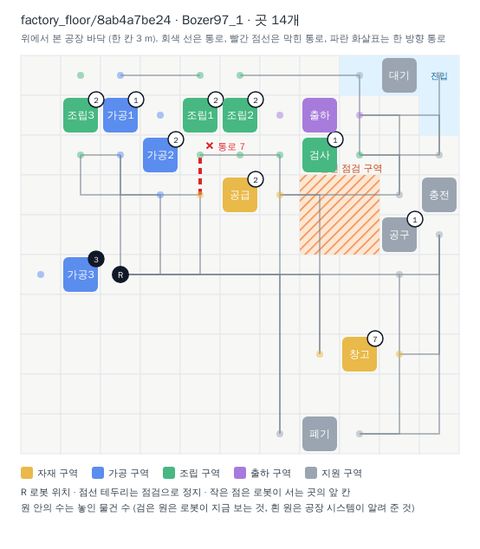 factory_floor/8ab4a7be24 · Bozer97_1 · 곳 14개
위에서 본 공장 바닥 (한 칸 3 m). 회색 선은 통로, 빨간 점선은 막힌 통로, 파란 화살표는 한 방향 통로
대기
진입
2 1 2 2
조립3 가공1 조립1 조립2 출하
2 ✕ 통로 7 1
가공2 검사
점검 구역
2
공급 충전
1
공구
3
가공3 R
7
창고
폐기
자재 구역 가공 구역 조립 구역 출하 구역 지원 구역
R 로봇 위치 · 점선 테두리는 점검으로 정지 · 작은 점은 로봇이 서는 곳의 앞 칸
원 안의 수는 놓인 물건 수 (검은 원은 로봇이 지금 보는 것, 흰 원은 공장 시스템이 알려 준 것)